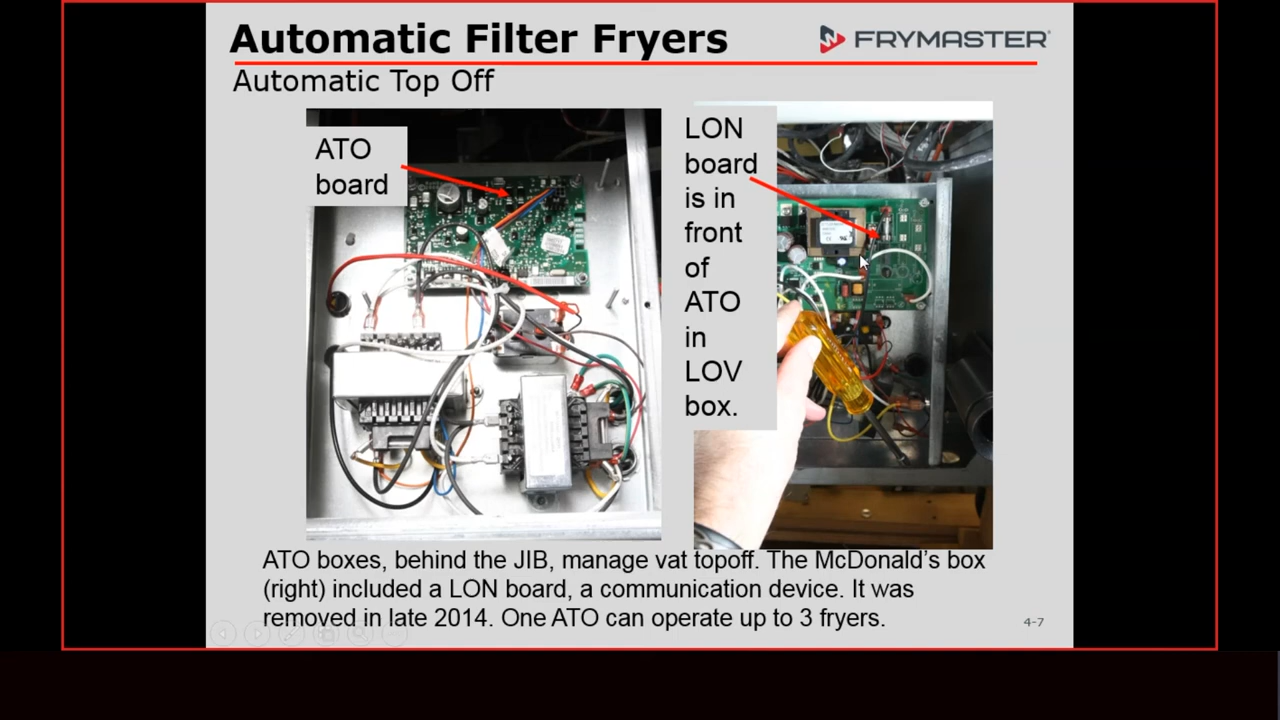 Automatic Filter Fryers
FRYMASTER
Automatic Top Off
ATO
board
LON
board
is in
front
of
ATO
in
LOV
box.
ATO boxes, behind the JIB, manage vat topoff. The McDonald’s box
(right) included a LON board, a communication device. It was
removed in late 2014. One ATO can operate up to 3 fryers.
4-7